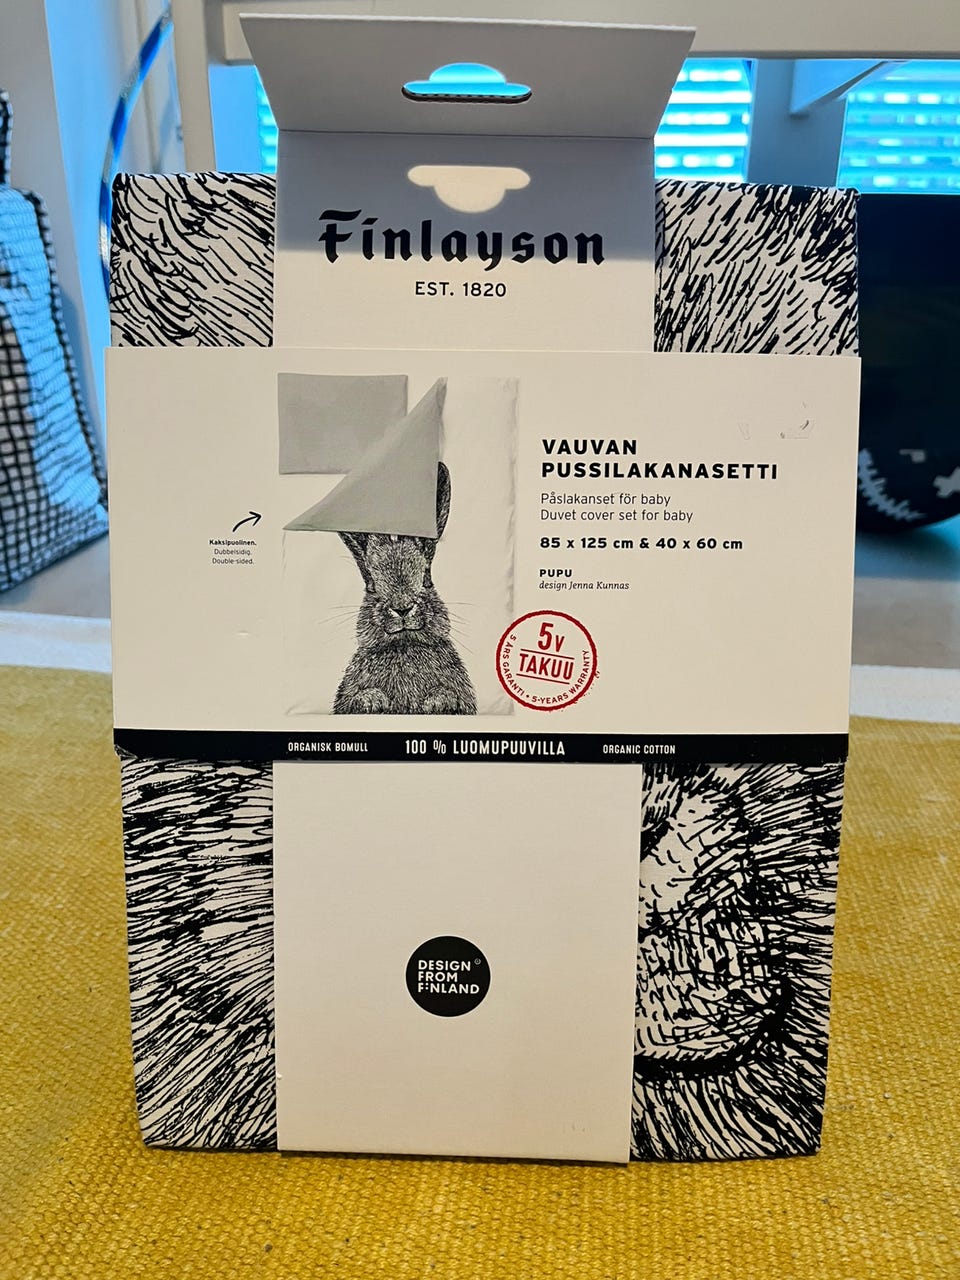 Finlayson
EST. 1820
VAUVAN
PUSSILAKANASETTI
Påslakanset för baby
Duvet cover set for baby
85 x 125 cm & 40 x 60 cm
PUPU
design Jenna Kunnas
Kaksipuolinen.
Dubbelsidig.
Double-sided.
5V
TAKUU
5 ÅRS GARANTI • 5-YEARS WARRANTY
ORGANISK BOMULL 100 % LUOMUPUUVILLA ORGANIC COTTON
DESIGN
FROM
FINLAND